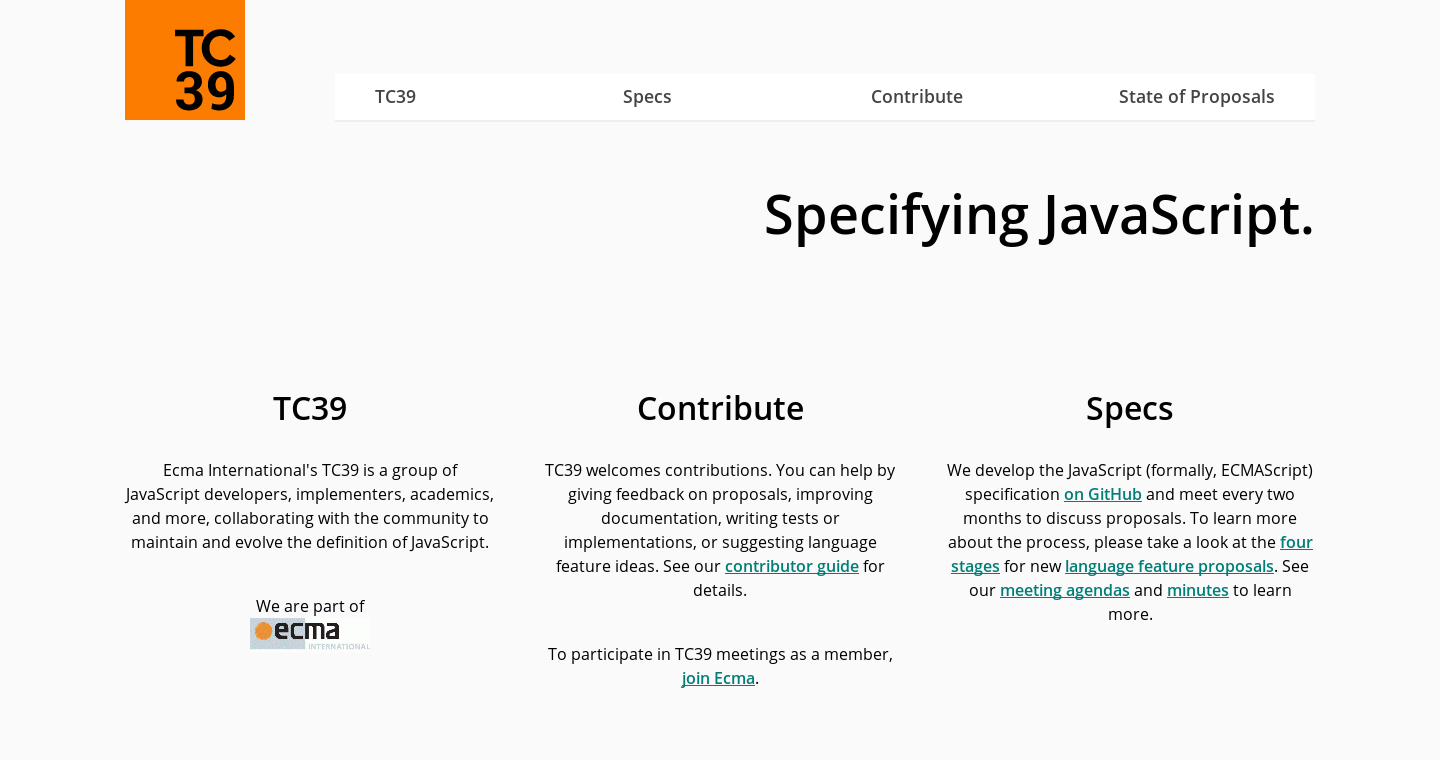 TC
39
TC39
Specs
Contribute
State of Proposals
Specifying JavaScript.
TC39
Ecma International's TC39 is a group of
JavaScript developers, implementers, academics,
and more, collaborating with the community to
maintain and evolve the definition of JavaScript.
We are part of
ecma
INTERNATIONAL
Contribute
TC39 welcomes contributions. You can help by
giving feedback on proposals, improving
documentation, writing tests or
implementations, or suggesting language
feature ideas. See our contributor guide for
details.
To participate in TC39 meetings as a member,
join Ecma.
Specs
We develop the JavaScript (formally, ECMAScript)
specification on GitHub and meet every two
months to discuss proposals. To learn more
about the process, please take a look at the four
stages for new language feature proposals. See
our meeting agendas and minutes to learn
more.